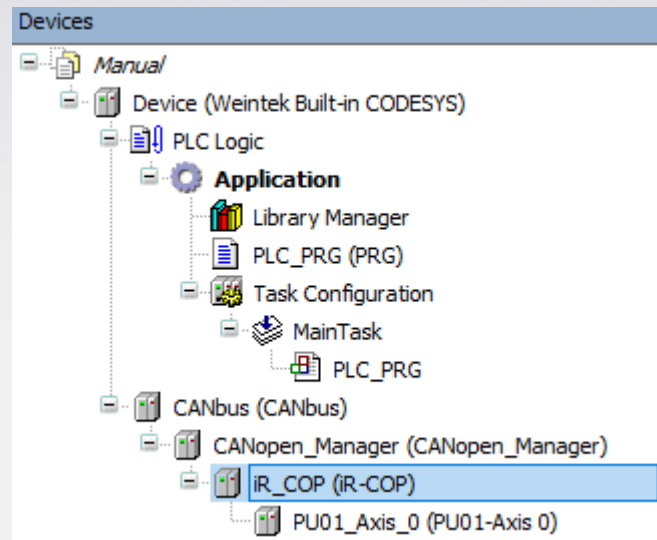 Devices
Manual
Device (Weintek Built-in CODESYS)
PLC Logic
Application
Library Manager
PLC_PRG (PRG)
Task Configuration
MainTask
PLC_PRG
CANbus (CANbus)
CANopen_Manager (CANopen_Manager)
iR_COP (iR-COP)
PU01_Axis_0 (PU01-Axis 0)